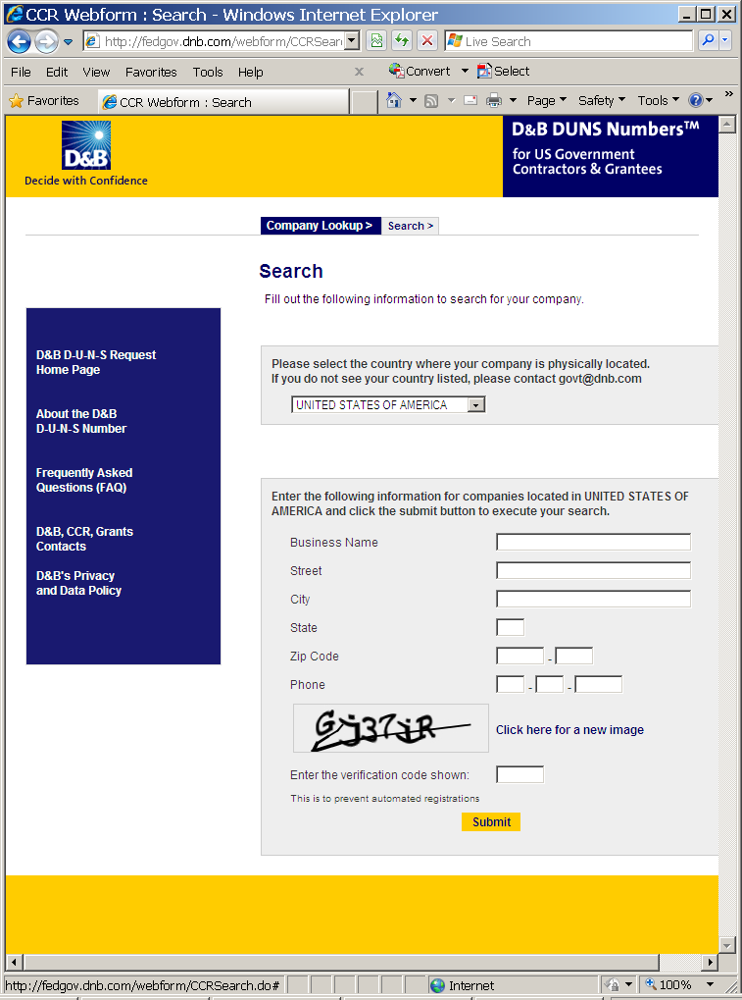 CCR Webform : Search - Windows Internet Explorer
http://fedgov.dnb.com/webform/CCRSear
Live Search
File Edit View Favorites Tools Help x Convert Select
Favorites CCR Webform : Search Page Safety Tools »
D&B
Decide with Confidence
D&B DUNS Numbers™
for US Government
Contractors & Grantees
Company Lookup > Search >
Search
Fill out the following information to search for your company.
D&B D-U-N-S Request
Home Page
About the D&B
D-U-N-S Number
Frequently Asked
Questions (FAQ)
D&B, CCR, Grants
Contacts
D&B's Privacy
and Data Policy
Please select the country where your company is physically located.
If you do not see your country listed, please contact govt@dnb.com
UNITED STATES OF AMERICA
Enter the following information for companies located in UNITED STATES OF
AMERICA and click the submit button to execute your search.
Business Name
Street
City
State
Zip Code -
Phone - -
Click here for a new image
Enter the verification code shown:
This is to prevent automated registrations
Submit
http://fedgov.dnb.com/webform/CCRSearch.do# Internet 100%